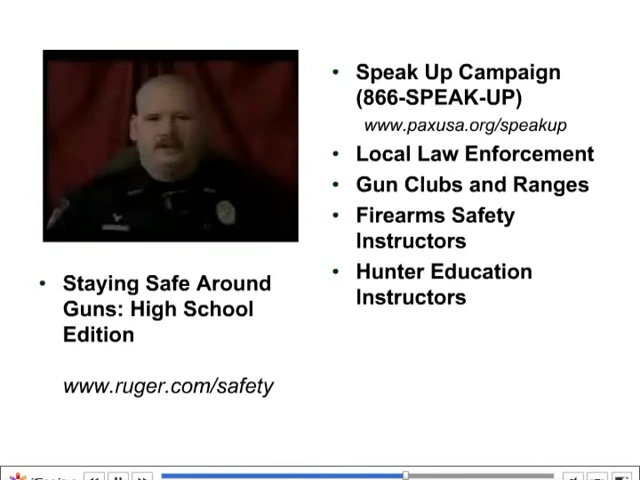 Staying Safe Around
Guns: High School
Edition
www.ruger.com/safety
Speak Up Campaign
(866-SPEAK-UP)
www.paxusa.org/speakup
Local Law Enforcement
Gun Clubs and Ranges
Firearms Safety
Instructors
Hunter Education
Instructors